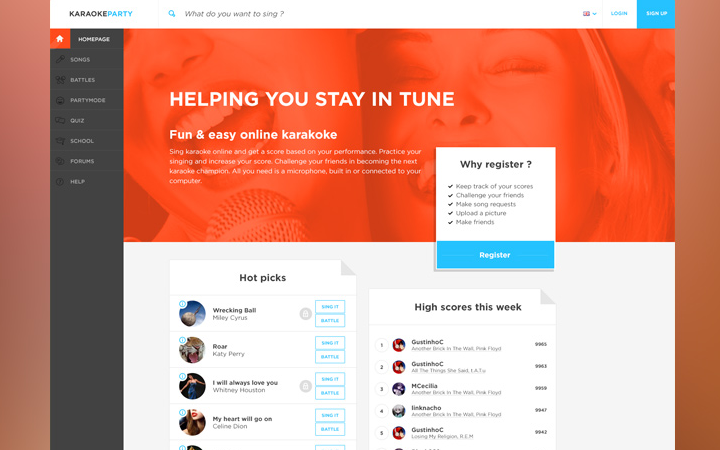 KARAOKEPARTY
What do you want to sing ?
LOGIN
SIGN UP
HOMEPAGE
SONGS
BATTLES
PARTYMODE
QUIZ
SCHOOL
FORUMS
HELP
HELPING YOU STAY IN TUNE
Fun & easy online karakoke
Sing karaoke online and get a score based on your performance. Practice your
singing and increase your score. Challenge your friends in becoming the next
karaoke champion. All you need is a microphone, built in or connected to your
computer.
Why register ?
Keep track of your scores
Challenge your friends
Make song requests
Upload a picture
Make friends
Register
Hot picks
Wrecking Ball
Miley Cyrus
SING IT
BATTLE
Roar
Katy Perry
SING IT
BATTLE
I will always love you
Whitney Houston
SING IT
BATTLE
My heart will go on
Celine Dion
SING IT
BATTLE
High scores this week
1 GustinhoC 9965
Another Brick In The Wall, Pink Floyd
2 GustinhoC 9963
All The Things She Said, t.A.T.u
3 MCecilia 9959
Another Brick In The Wall, Pink Floyd
4 linknacho 9947
Another Brick In The Wall, Pink Floyd
5 GustinhoC 9942
Losing My Religion, R.E.M